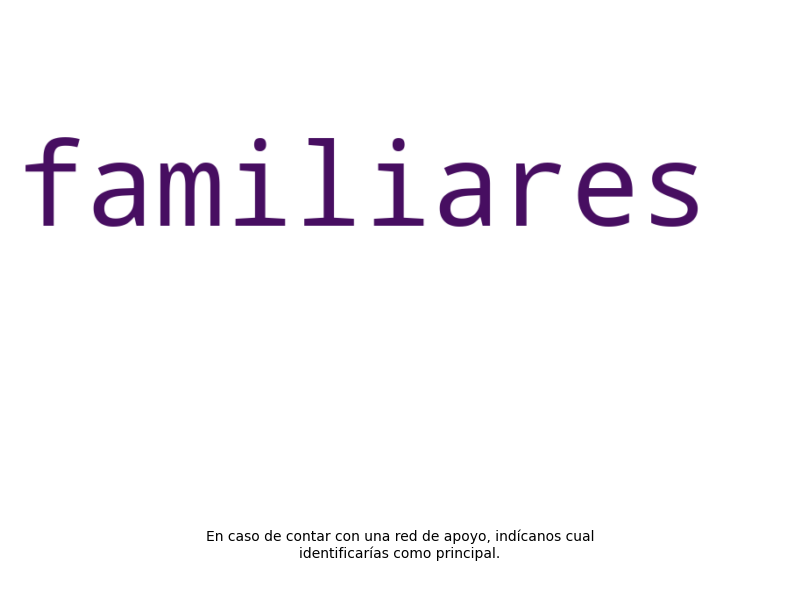 familiares
En caso de contar con una red de apoyo, indícanos cual
identificarías como principal.